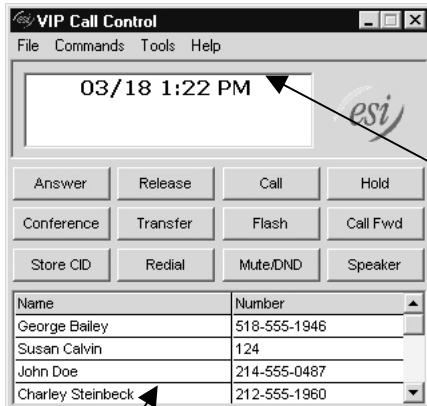 VIP Call Control
File Commands Tools Help
03/18 1:22 PM
esi
Answer Release Call Hold
Conference Transfer Flash Call Fwd
Store CID Redial Mute/DND Speaker
Name Number
George Bailey 518-555-1946
Susan Calvin 124
John Doe 214-555-0487
Charley Steinbeck 212-555-1960